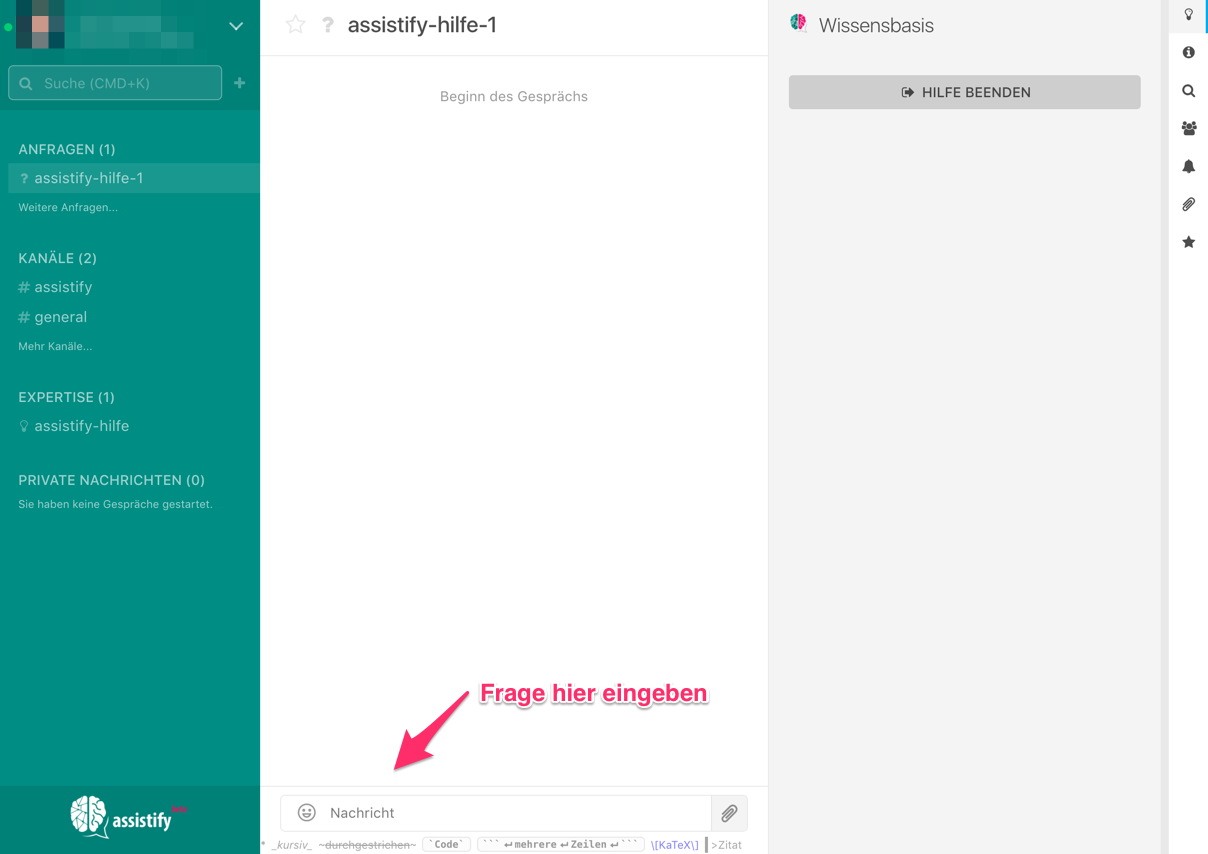 Suche (CMD+K)
ANFRAGEN (1)
? assistify-hilfe-1
Weitere Anfragen...
KANÄLE (2)
# assistify
# general
Mehr Kanäle...
EXPERTISE (1)
assistify-hilfe
PRIVATE NACHRICHTEN (0)
Sie haben keine Gespräche gestartet.
assistify beta
? assistify-hilfe-1
Beginn des Gesprächs
Frage hier eingeben
Nachricht
* _kursiv_ ~durchgestrichen~ `Code` ```↵mehrere↵Zeilen↵``` \[KaTeX\] >Zitat
Wissensbasis
HILFE BEENDEN